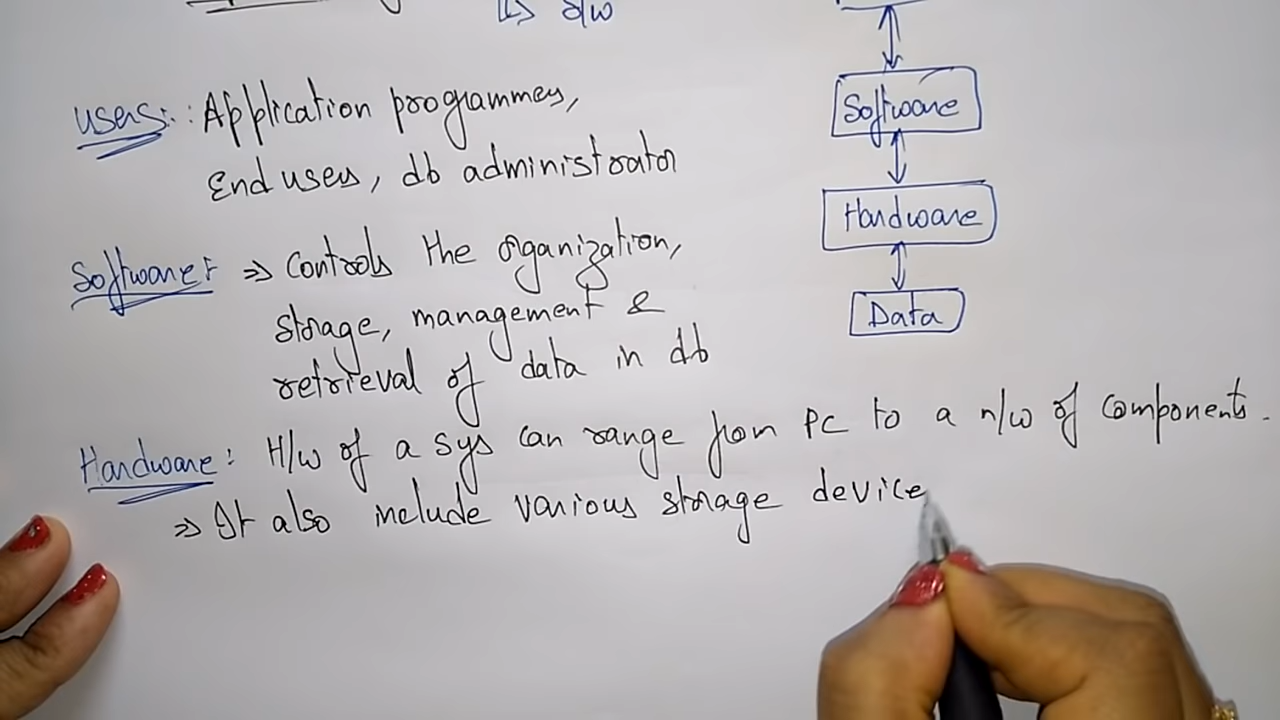 ↳ s/w
Users: Application programmers,
End users, db administrator
Software: ⇒ Controls the organization,
storage, management &
retrieval of data in db
Hardware: H/w of a sys can range from PC to a n/w of components.
⇒ It also include various storage device
Software
Hardware
Data